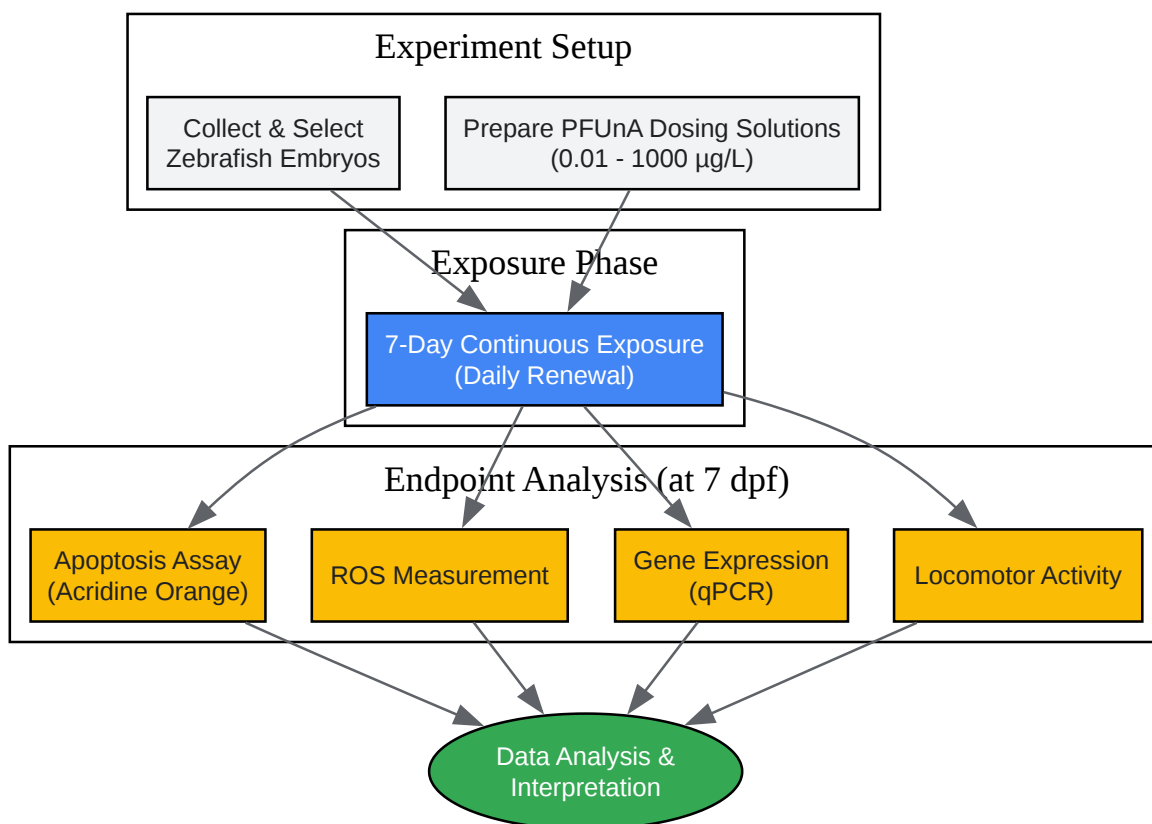 Experiment Setup
Collect & Select
Zebrafish Embryos
Prepare PFUnA Dosing Solutions
(0.01 - 1000 µg/L)
Exposure Phase
7-Day Continuous Exposure
(Daily Renewal)
Endpoint Analysis (at 7 dpf)
Apoptosis Assay
(Acridine Orange)
ROS Measurement
Gene Expression
(qPCR)
Locomotor Activity
Data Analysis &
Interpretation